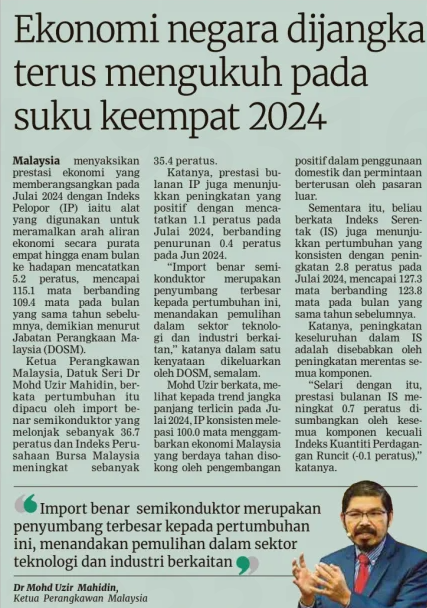 Ekonomi negara dijangka
terus mengukuh pada
suku keempat 2024
Malaysia menyaksikan
prestasi ekonomi yang
memberangsangkan pada
Julai 2024 dengan Indeks
Pelopor (IP) iaitu alat
yang digunakan untuk
meramalkan arah aliran
ekonomi secara purata
empat hingga enam bulan
ke hadapan mencatatkan
5.2 peratus, mencapai
115.1 mata berbanding
109.4 mata pada bulan
yang sama tahun sebelu-
mnya, demikian menurut
Jabatan Perangkaan Ma-
laysia (DOSM).
Ketua Perangkawan
Malaysia, Datuk Seri Dr
Mohd Uzir Mahidin, ber-
kata pertumbuhan itu
dipacu oleh import be-
nar semikonduktor yang
melonjak sebanyak 36.7
peratus dan Indeks Peru-
sahaan Bursa Malaysia
meningkat sebanyak
35.4 peratus.
Katanya, prestasi bu-
lanan IP juga menunju-
kkan peningkatan yang
positif dengan menca-
tatkan 1.1 peratus pada
Julai 2024, berbanding
penurunan 0.4 peratus
pada Jun 2024.
“Import benar semi-
konduktor merupakan
penyumbang terbesar
kepada pertumbuhan ini,
menandakan pemulihan
dalam sektor teknolo-
gi dan industri berkai-
tan,” katanya dalam satu
kenyataan dikeluarkan
oleh DOSM, semalam.
Mohd Uzir berkata, me-
lihat kepada trend jangka
panjang terlicin pada Ju-
lai 2024, IP konsisten mele-
pasi 100.0 mata menggam-
barkan ekonomi Malaysia
yang berdaya tahan diso-
kong oleh pengembangan
positif dalam penggunaan
domestik dan permintaan
berterusan oleh pasaran
luar.
Sementara itu, beliau
berkata Indeks Seren-
tak (IS) juga menunjuk-
kkan pertumbuhan yang
konsisten dengan penin-
gkatan 2.8 peratus pada
Julai 2024, mencapai 127.3
mata berbanding 123.8
mata pada bulan yang
sama tahun sebelumnya.
Katanya, peningkatan
keseluruhan dalam IS
adalah disebabkan oleh
peningkatan merentas se-
mua komponen.
“Selari dengan itu,
prestasi bulanan IS me-
ningkat 0.7 peratus di-
sumbangkan oleh kese-
mua komponen kecuali
Indeks Kuantiti Perdagan-
gan Runcit (-0.1 peratus),”
katanya.
“Import benar semikonduktor merupakan
penyumbang terbesar kepada pertumbuhan
ini, menandakan pemulihan dalam sektor
teknologi dan industri berkaitan”
Dr Mohd Uzir Mahidin,
Ketua Perangkawan Malaysia